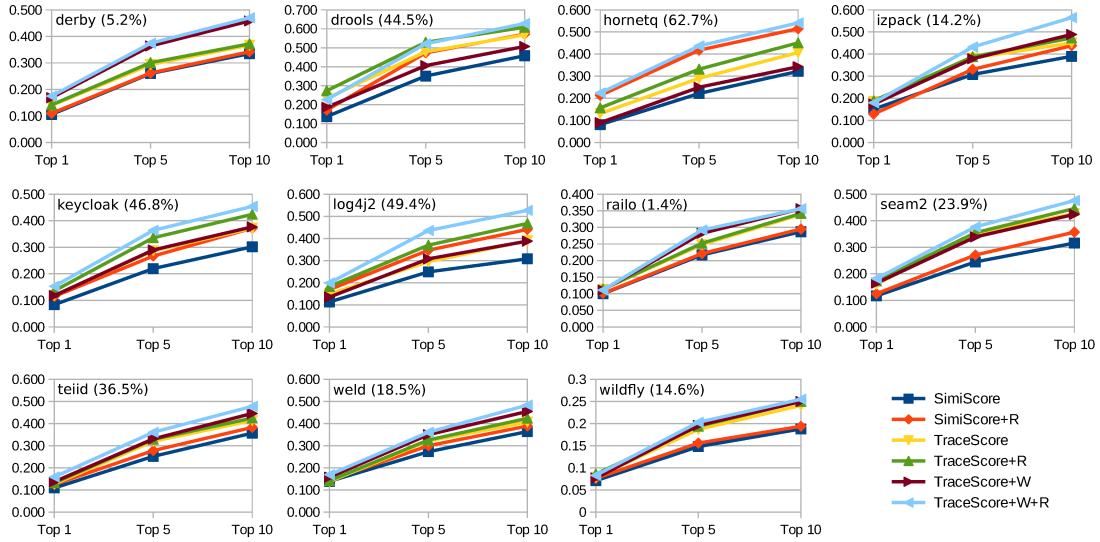 derby (5.2%)
0.500
0.400
0.300
0.200
0.100
0.000
Top 1 Top 5 Top 10
drools (44.5%)
0.700
0.600
0.500
0.400
0.300
0.200
0.100
0.000
Top 1 Top 5 Top 10
hornetq (62.7%)
0.600
0.500
0.400
0.300
0.200
0.100
0.000
Top 1 Top 5 Top 10
izpack (14.2%)
0.600
0.500
0.400
0.300
0.200
0.100
0.000
Top 1 Top 5 Top 10
keycloak (46.8%)
0.500
0.400
0.300
0.200
0.100
0.000
Top 1 Top 5 Top 10
log4j2 (49.4%)
0.600
0.500
0.400
0.300
0.200
0.100
0.000
Top 1 Top 5 Top 10
railo (1.4%)
0.400
0.350
0.300
0.250
0.200
0.150
0.100
0.050
0.000
Top 1 Top 5 Top 10
seam2 (23.9%)
0.500
0.400
0.300
0.200
0.100
0.000
Top 1 Top 5 Top 10
teiid (36.5%)
0.600
0.500
0.400
0.300
0.200
0.100
0.000
Top 1 Top 5 Top 10
weld (18.5%)
0.600
0.500
0.400
0.300
0.200
0.100
0.000
Top 1 Top 5 Top 10
wildfly (14.6%)
0.3
0.25
0.2
0.15
0.1
0.05
0
Top 1 Top 5 Top 10
SimiScore
SimiScore+R
TraceScore
TraceScore+R
TraceScore+W
TraceScore+W+R